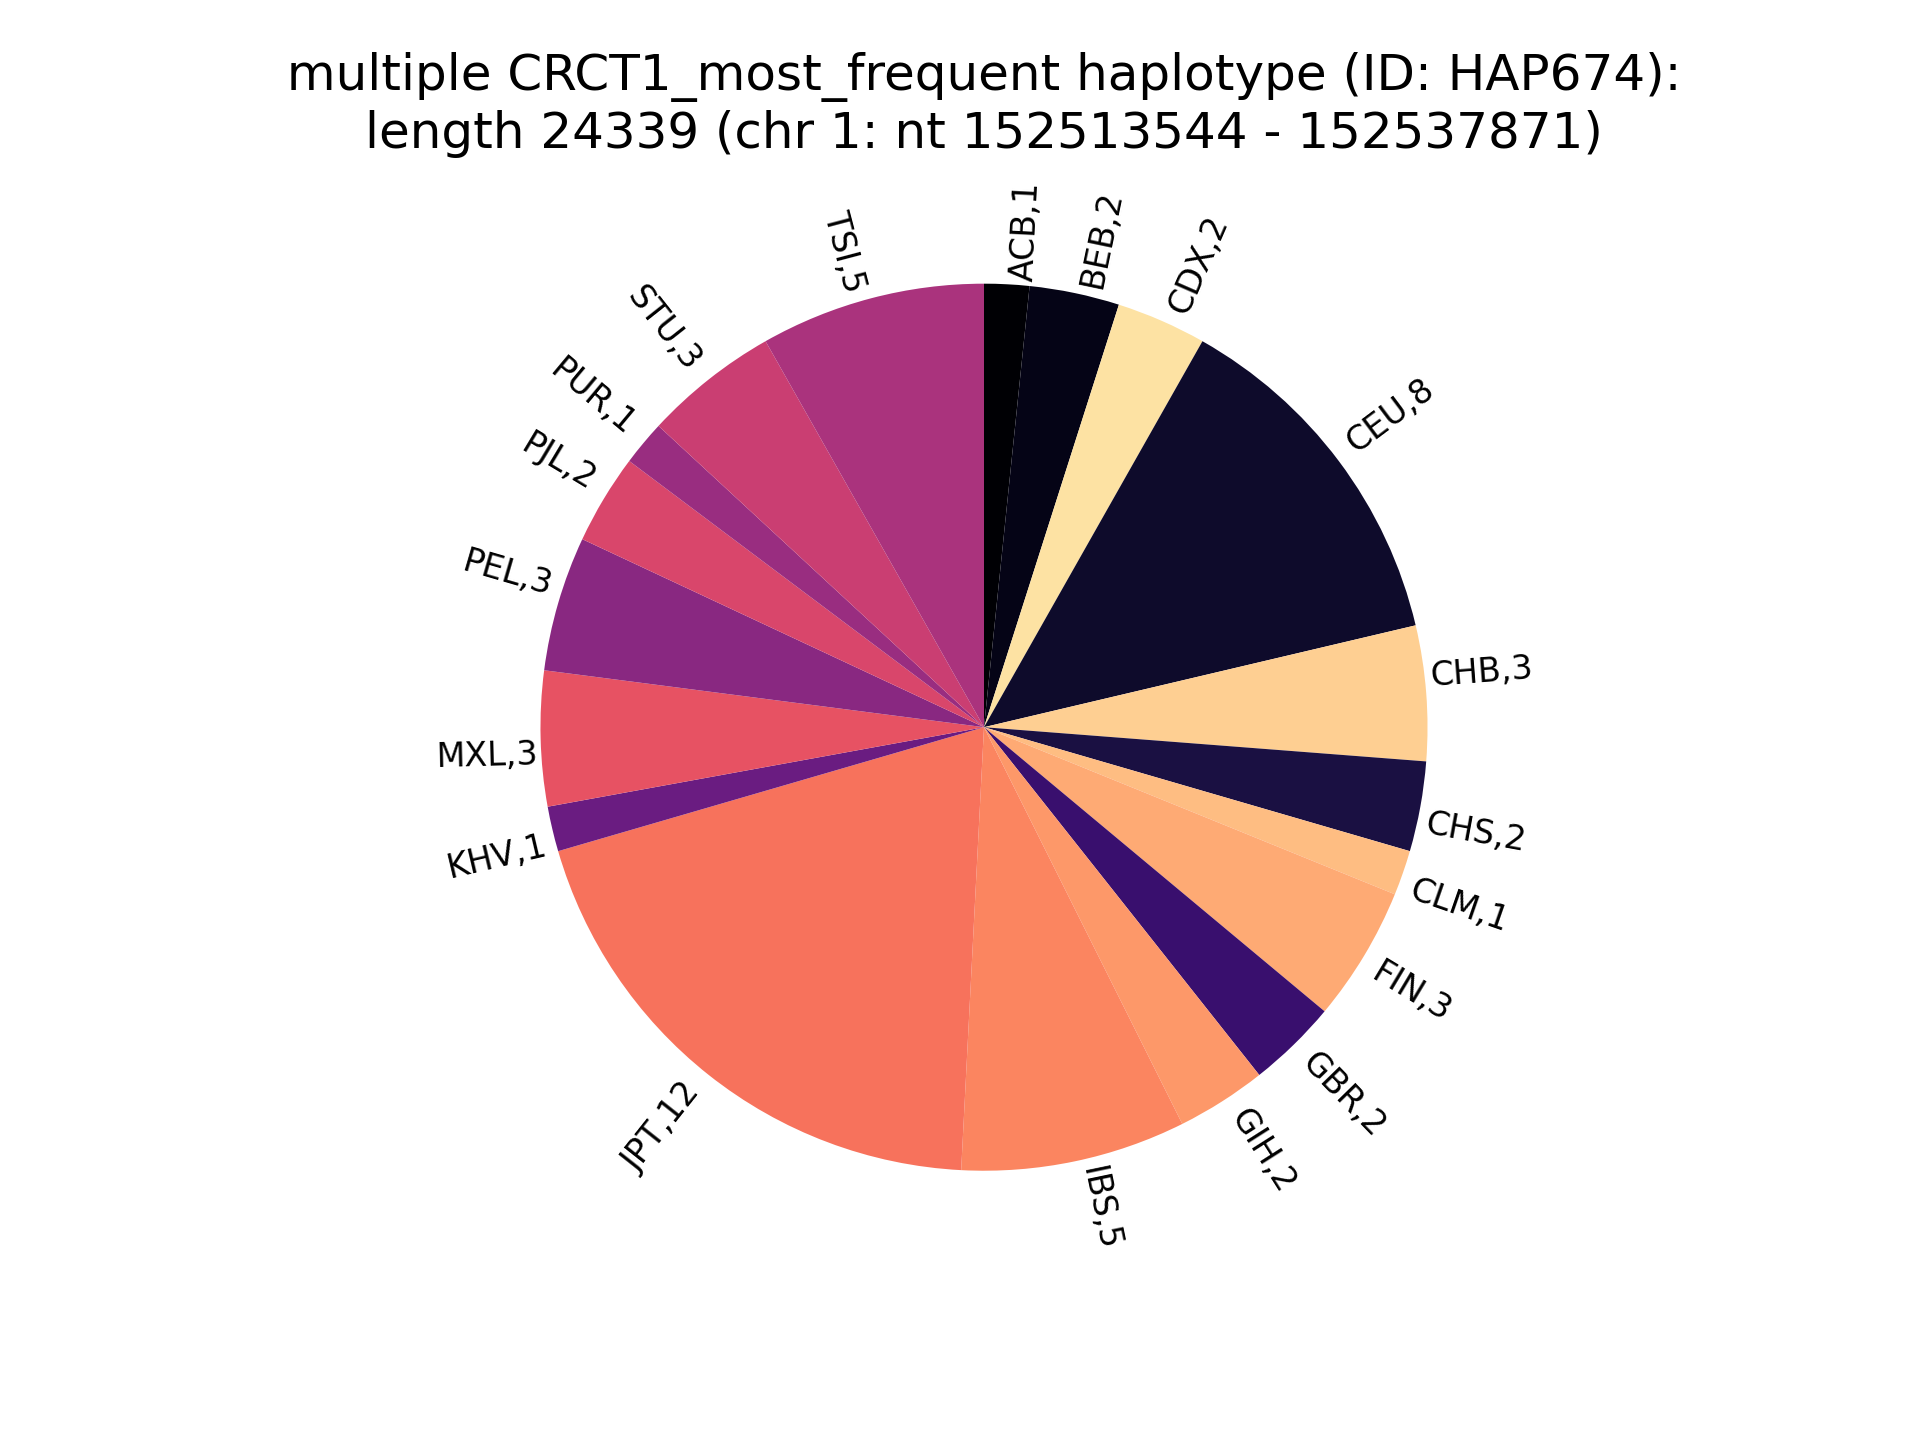 multiple CRCT1_most_frequent haplotype (ID: HAP674):
length 24339 (chr 1: nt 152513544 - 152537871)
ACB,1
BEB,2
CDX,2
CEU,8
CHB,3
CHS,2
CLM,1
FIN,3
GBR,2
GIH,2
IBS,5
JPT,12
KHV,1
MXL,3
PEL,3
PJL,2
PUR,1
STU,3
TSI,5